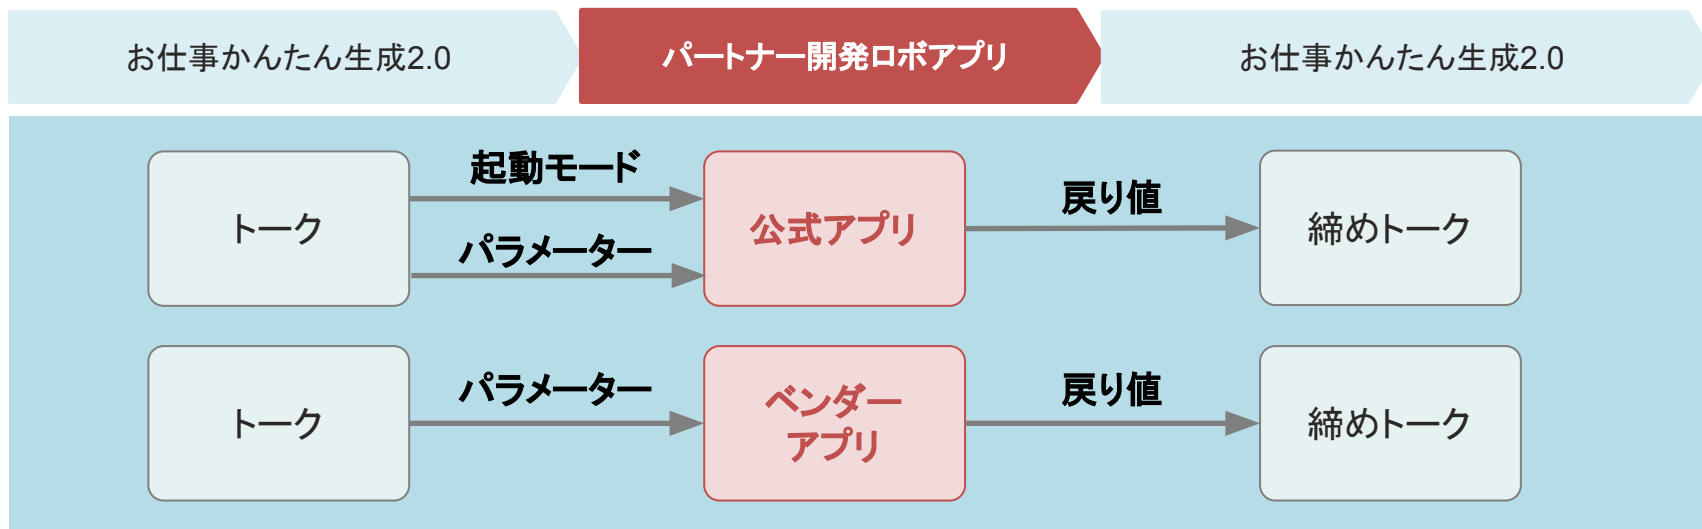 お仕事かんたん生成2.0
パートナー開発ロボアプリ
お仕事かんたん生成2.0
トーク
起動モード
パラメーター
公式アプリ
戻り値
締めトーク
トーク
パラメーター
ベンダー
アプリ
戻り値
締めトーク